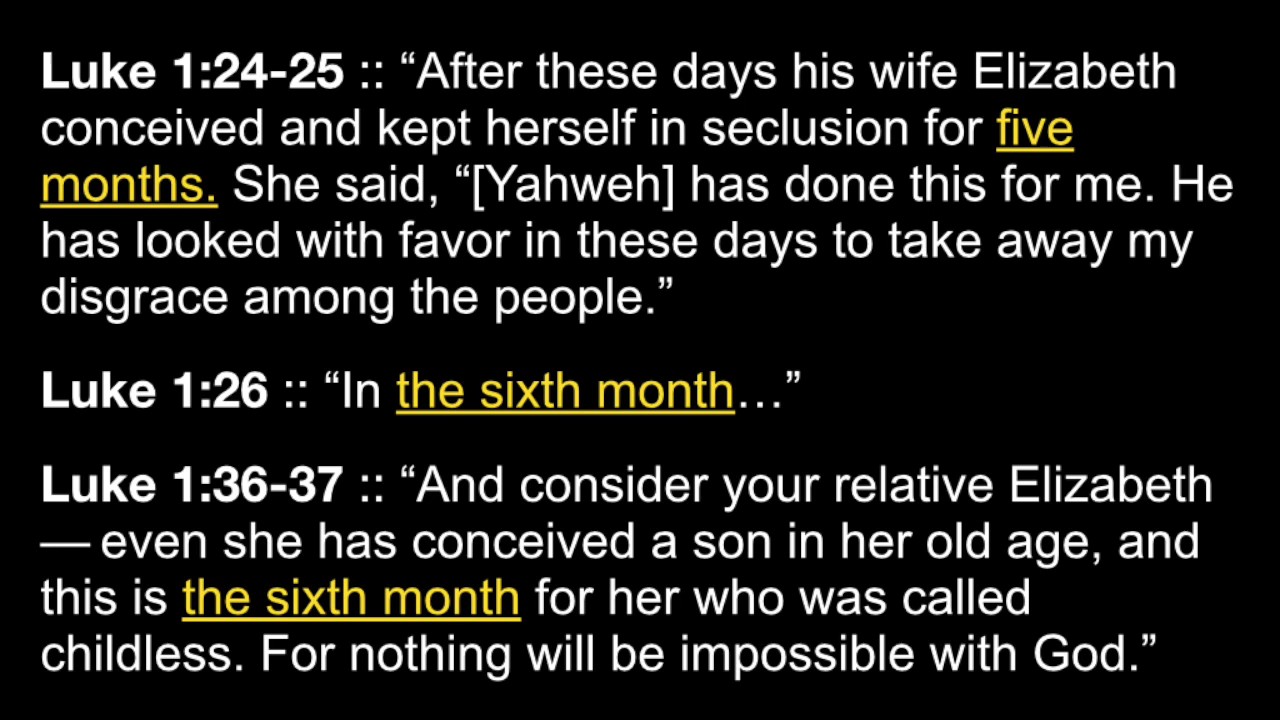 Luke 1:24-25 :: “After these days his wife Elizabeth
conceived and kept herself in seclusion for five
months. She said, “[Yahweh] has done this for me. He
has looked with favor in these days to take away my
disgrace among the people.”
Luke 1:26 :: “In the sixth month…”
Luke 1:36-37 :: “And consider your relative Elizabeth
— even she has conceived a son in her old age, and
this is the sixth month for her who was called
childless. For nothing will be impossible with God.”